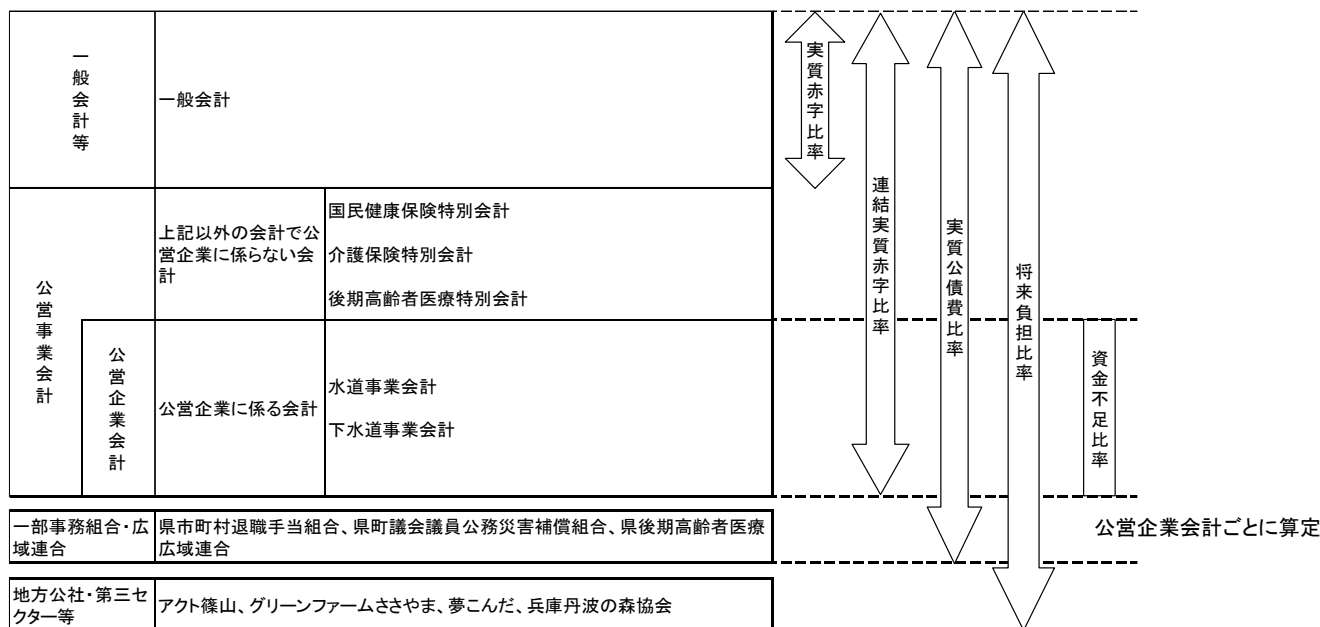 一般会計等
一般会計
公営事業会計
上記以外の会計で公
営企業に係らない会
計
国民健康保険特別会計
介護保険特別会計
後期高齢者医療特別会計
公営企業会計
公営企業に係る会計
水道事業会計
下水道事業会計
一部事務組合・広
域連合
県市町村退職手当組合、県町議会議員公務災害補償組合、県後期高齢者医療
広域連合
地方公社・第三セ
クター等
アクト篠山、グリーンファームささやま、夢こんだ、兵庫丹波の森協会
実質赤字比率
連結実質赤字比率
実質公債費比率
将来負担比率
資金不足比率
公営企業会計ごとに算定